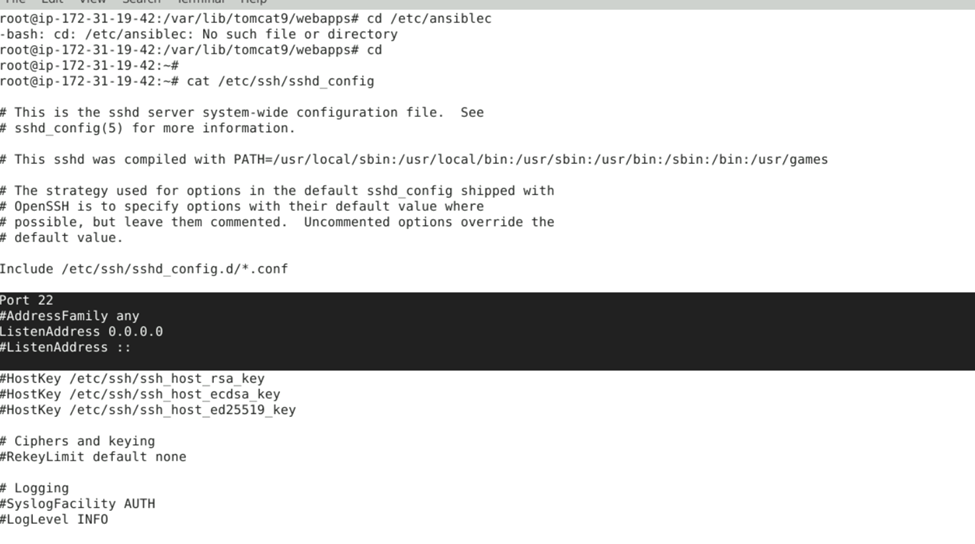 File Edit View Search Terminal Help
root@ip-172-31-19-42:/var/lib/tomcat9/webapps# cd /etc/ansiblec
-bash: cd: /etc/ansiblec: No such file or directory
root@ip-172-31-19-42:/var/lib/tomcat9/webapps# cd
root@ip-172-31-19-42:~#
root@ip-172-31-19-42:~# cat /etc/ssh/sshd_config
# This is the sshd server system-wide configuration file.  See
# sshd_config(5) for more information.
# This sshd was compiled with PATH=/usr/local/sbin:/usr/local/bin:/usr/sbin:/usr/bin:/sbin:/bin:/usr/games
# The strategy used for options in the default sshd_config shipped with
# OpenSSH is to specify options with their default value where
# possible, but leave them commented.  Uncommented options override the
# default value.
Include /etc/ssh/sshd_config.d/*.conf
Port 22
#AddressFamily any
ListenAddress 0.0.0.0
#ListenAddress ::
#HostKey /etc/ssh/ssh_host_rsa_key
#HostKey /etc/ssh/ssh_host_ecdsa_key
#HostKey /etc/ssh/ssh_host_ed25519_key
# Ciphers and keying
#RekeyLimit default none
# Logging
#SyslogFacility AUTH
#LogLevel INFO